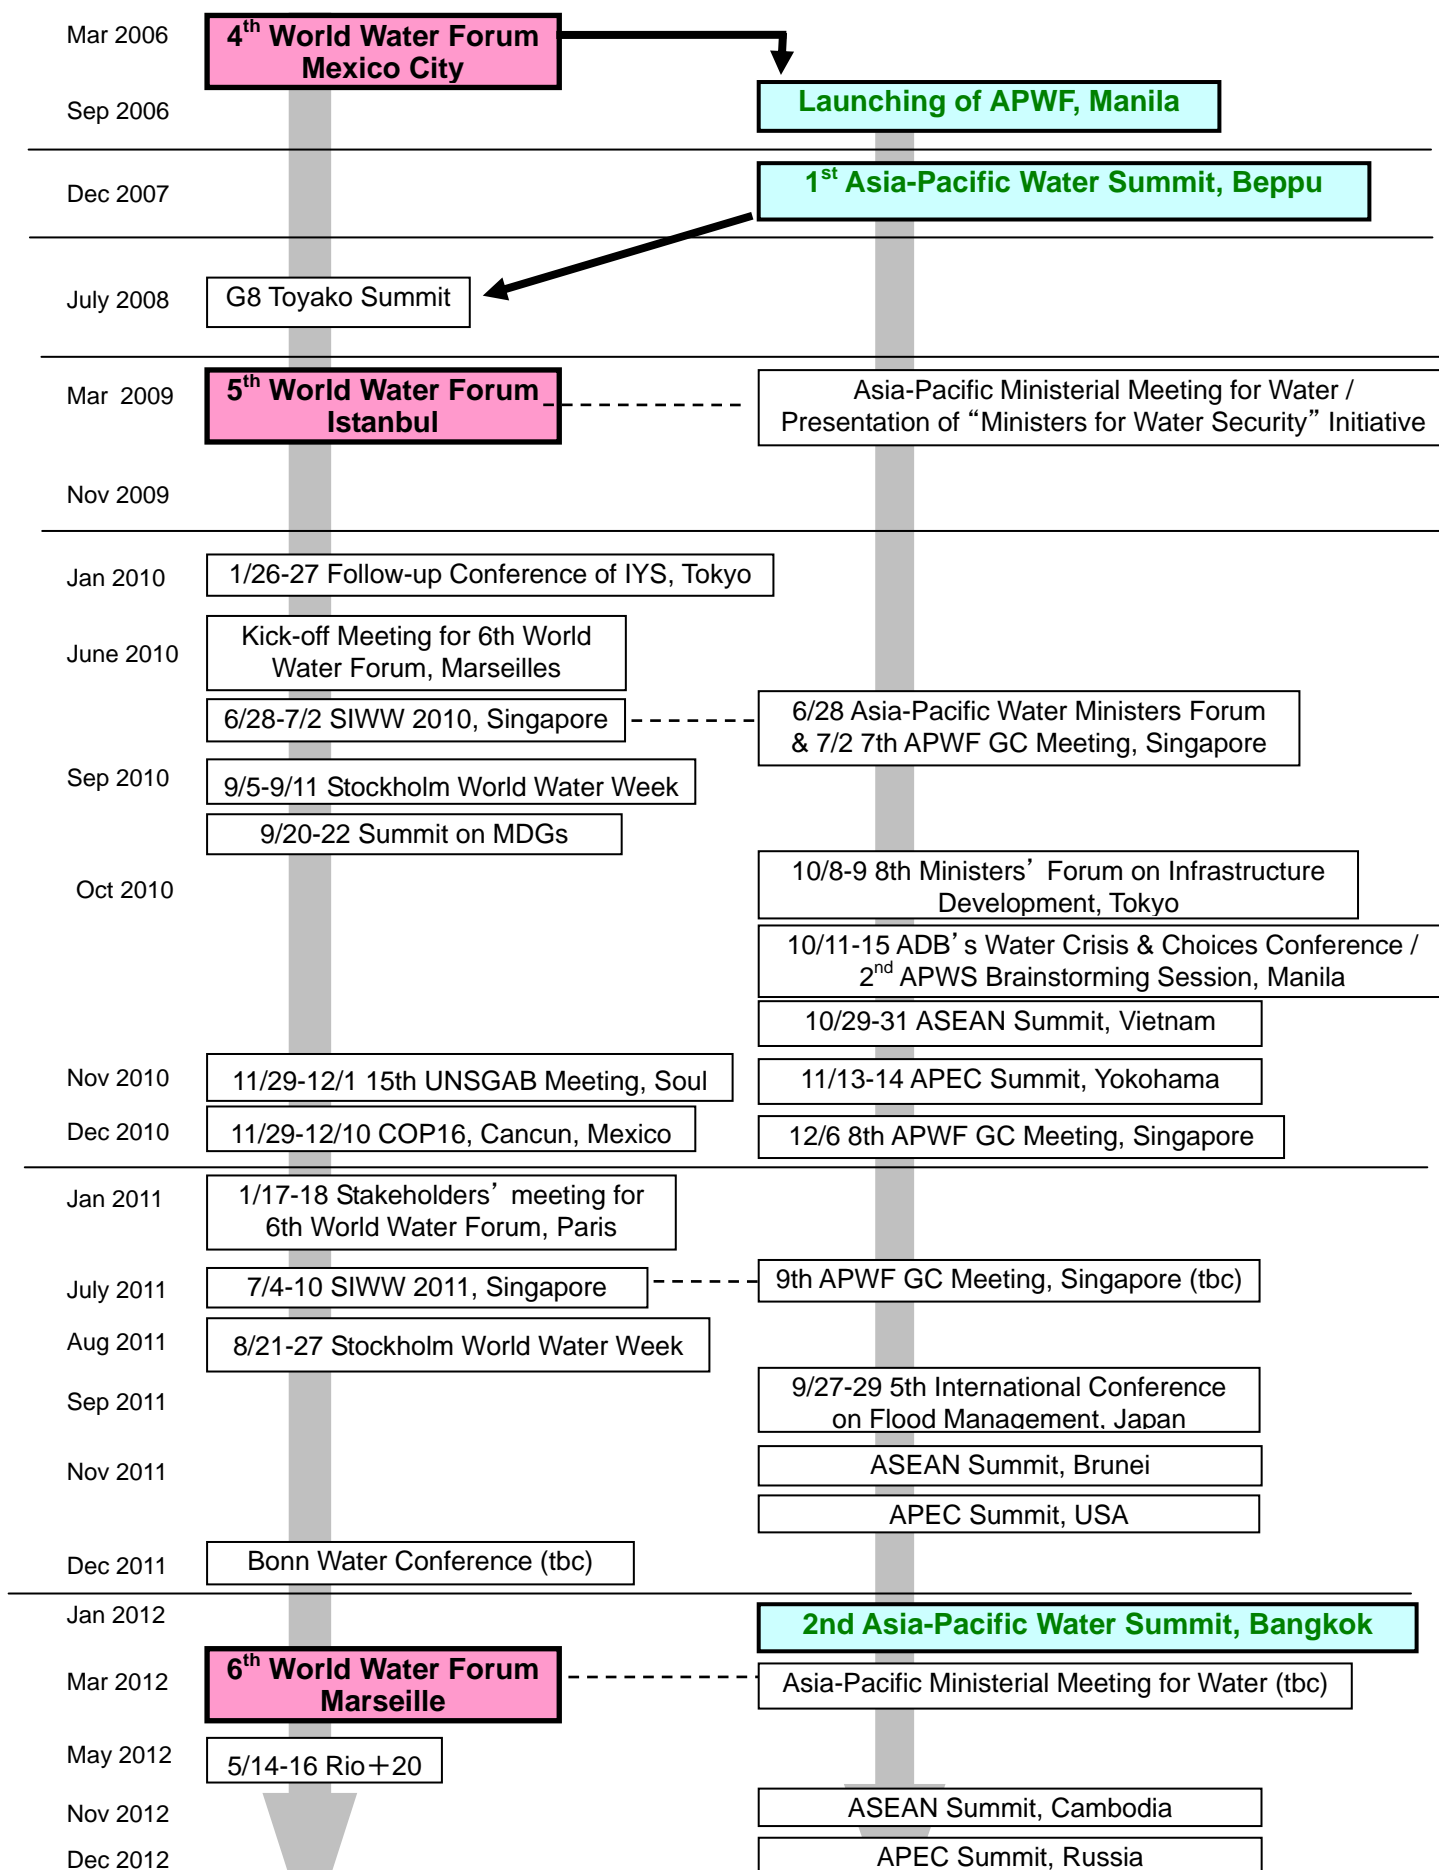 Mar 2006
4th World Water Forum
Mexico City
Sep 2006
Launching of APWF, Manila
Dec 2007
1st Asia-Pacific Water Summit, Beppu
July 2008
G8 Toyako Summit
Mar 2009
5th World Water Forum
Istanbul
Asia-Pacific Ministerial Meeting for Water /
Presentation of “Ministers for Water Security” Initiative
Nov 2009
Jan 2010
1/26-27 Follow-up Conference of IYS, Tokyo
June 2010
Kick-off Meeting for 6th World
Water Forum, Marseilles
6/28-7/2 SIWW 2010, Singapore
6/28 Asia-Pacific Water Ministers Forum
& 7/2 7th APWF GC Meeting, Singapore
Sep 2010
9/5-9/11 Stockholm World Water Week
9/20-22 Summit on MDGs
Oct 2010
10/8-9 8th Ministers’ Forum on Infrastructure
Development, Tokyo
10/11-15 ADB’s Water Crisis & Choices Conference /
2nd APWS Brainstorming Session, Manila
10/29-31 ASEAN Summit, Vietnam
Nov 2010
11/29-12/1 15th UNSGAB Meeting, Soul
11/13-14 APEC Summit, Yokohama
Dec 2010
11/29-12/10 COP16, Cancun, Mexico
12/6 8th APWF GC Meeting, Singapore
Jan 2011
1/17-18 Stakeholders’ meeting for
6th World Water Forum, Paris
July 2011
7/4-10 SIWW 2011, Singapore
9th APWF GC Meeting, Singapore (tbc)
Aug 2011
8/21-27 Stockholm World Water Week
Sep 2011
9/27-29 5th International Conference
on Flood Management, Japan
Nov 2011
ASEAN Summit, Brunei
APEC Summit, USA
Dec 2011
Bonn Water Conference (tbc)
Jan 2012
2nd Asia-Pacific Water Summit, Bangkok
Mar 2012
6th World Water Forum
Marseille
Asia-Pacific Ministerial Meeting for Water (tbc)
May 2012
5/14-16 Rio＋20
Nov 2012
ASEAN Summit, Cambodia
Dec 2012
APEC Summit, Russia